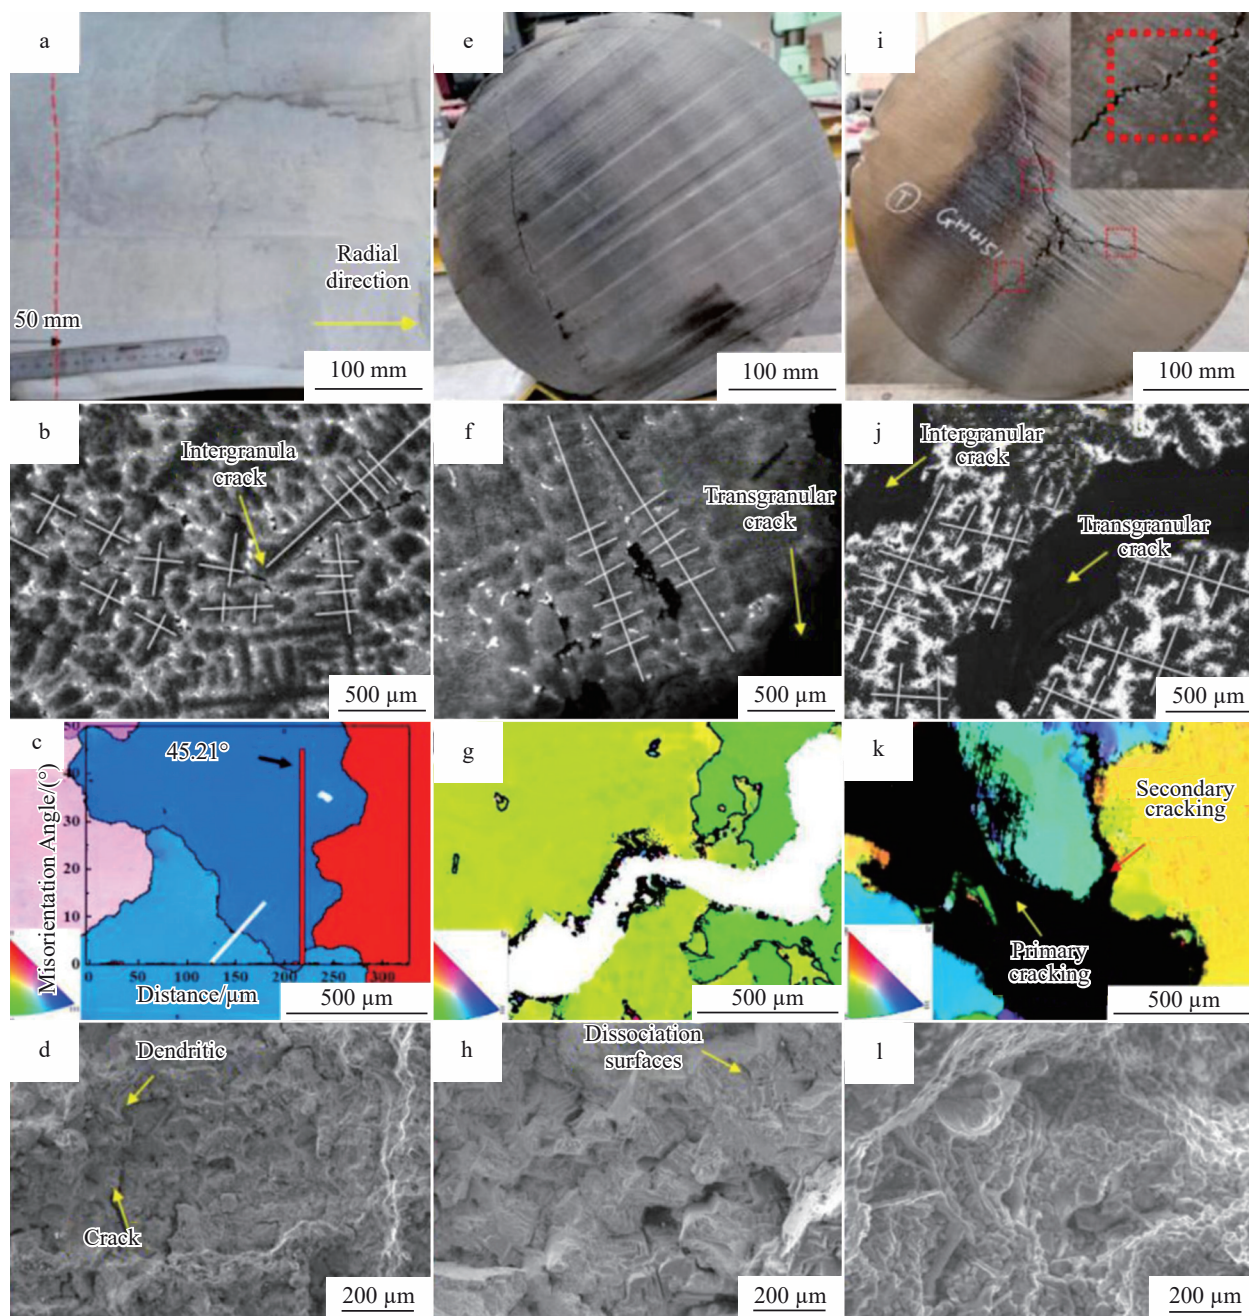 a
50 mm
Radial
direction
100 mm
e
100 mm
i
T
GH4151
100 mm
b
Intergranula
crack
500 µm
f
Transgranular
crack
500 µm
j
Intergranular
crack
Transgranular
crack
500 µm
c
Misorientation Angle/(°)
50
40
30
20
10
0
45.21°
0
50
100
150
200
250
300
Distance/µm
500 µm
g
500 µm
k
Secondary
cracking
Primary
cracking
500 µm
d
Dendritic
Crack
200 µm
h
Dissociation
surfaces
200 µm
l
200 µm